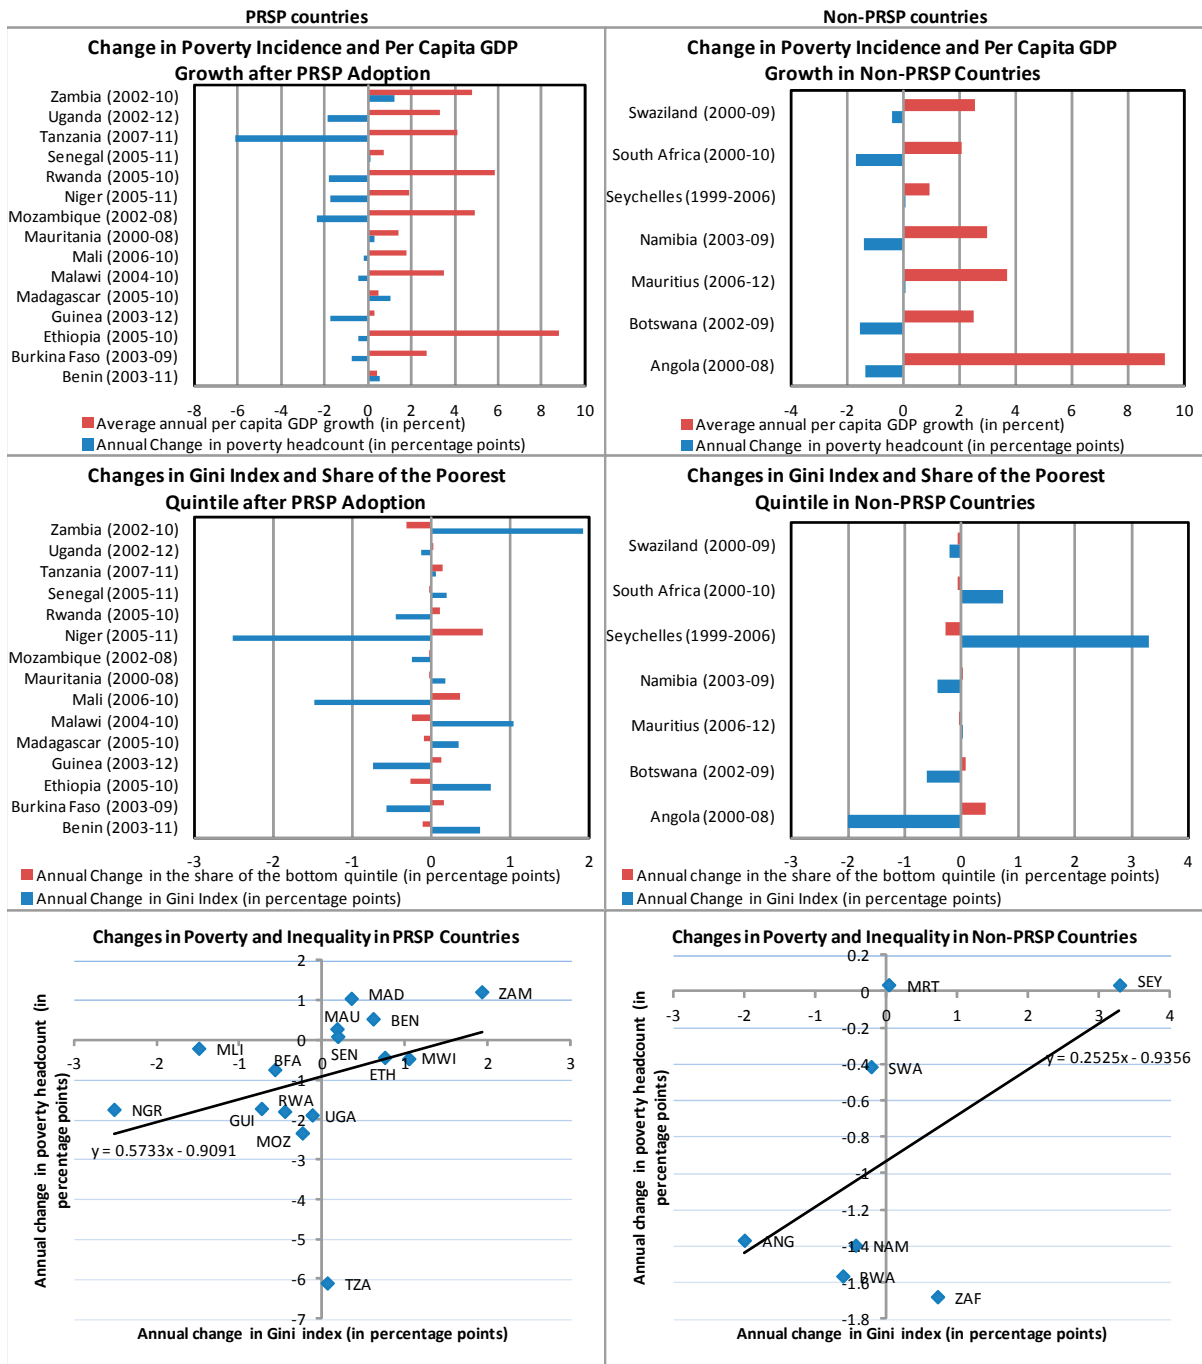 PRSP countries
Non-PRSP countries
Change in Poverty Incidence and Per Capita GDP
Growth after PRSP Adoption
Zambia (2002-10)
Uganda (2002-12)
Tanzania (2007-11)
Senegal (2005-11)
Rwanda (2005-10)
Niger (2005-11)
Mozambique (2002-08)
Mauritania (2000-08)
Mali (2006-10)
Malawi (2004-10)
Madagascar (2005-10)
Guinea (2003-12)
Ethiopia (2005-10)
Burkina Faso (2003-09)
Benin (2003-11)
-8 -6 -4 -2 0 2 4 6 8 10
Average annual per capita GDP growth (in percent)
Annual Change in poverty headcount (in percentage points)
Change in Poverty Incidence and Per Capita GDP
Growth in Non-PRSP Countries
Swaziland (2000-09)
South Africa (2000-10)
Seychelles (1999-2006)
Namibia (2003-09)
Mauritius (2006-12)
Botswana (2002-09)
Angola (2000-08)
-4 -2 0 2 4 6 8 10
Average annual per capita GDP growth (in percent)
Annual Change in poverty headcount (in percentage points)
Changes in Gini Index and Share of the Poorest
Quintile after PRSP Adoption
Zambia (2002-10)
Uganda (2002-12)
Tanzania (2007-11)
Senegal (2005-11)
Rwanda (2005-10)
Niger (2005-11)
Mozambique (2002-08)
Mauritania (2000-08)
Mali (2006-10)
Malawi (2004-10)
Madagascar (2005-10)
Guinea (2003-12)
Ethiopia (2005-10)
Burkina Faso (2003-09)
Benin (2003-11)
-3 -2 -1 0 1 2
Annual Change in the share of the bottom quintile (in percentage points)
Annual Change in Gini Index (in percentage points)
Changes in Gini Index and Share of the Poorest
Quintile in Non-PRSP Countries
Swaziland (2000-09)
South Africa (2000-10)
Seychelles (1999-2006)
Namibia (2003-09)
Mauritius (2006-12)
Botswana (2002-09)
Angola (2000-08)
-3 -2 -1 0 1 2 3 4
Annual Change in the share of the bottom quintile (in percentage points)
Annual Change in Gini Index (in percentage points)
Changes in Poverty and Inequality in PRSP Countries
Annual change in poverty headcount (in
percentage points)
2
1
0
-1
-2
-3
-4
-5
-6
-7
-3 -2 -1 0 1 2 3
MAD
ZAM
MAU
BEN
MLI
SEN
MWI
BFA
ETH
NGR
RWA
GUI
UGA
MOZ
y = 0.5733x - 0.9091
TZA
Annual change in Gini index (in percentage points)
Changes in Poverty and Inequality in Non-PRSP Countries
Annual change in poverty headcount (in
percentage points)
0.2
0
-0.2
-0.4
-0.6
-0.8
-1
-1.2
-1.4
-1.6
-1.8
-3 -2 -1 0 1 2 3 4
MRT
SEY
y = 0.2525x - 0.9356
SWA
ANG
NAM
BWA
ZAF
Annual change in Gini index (in percentage points)